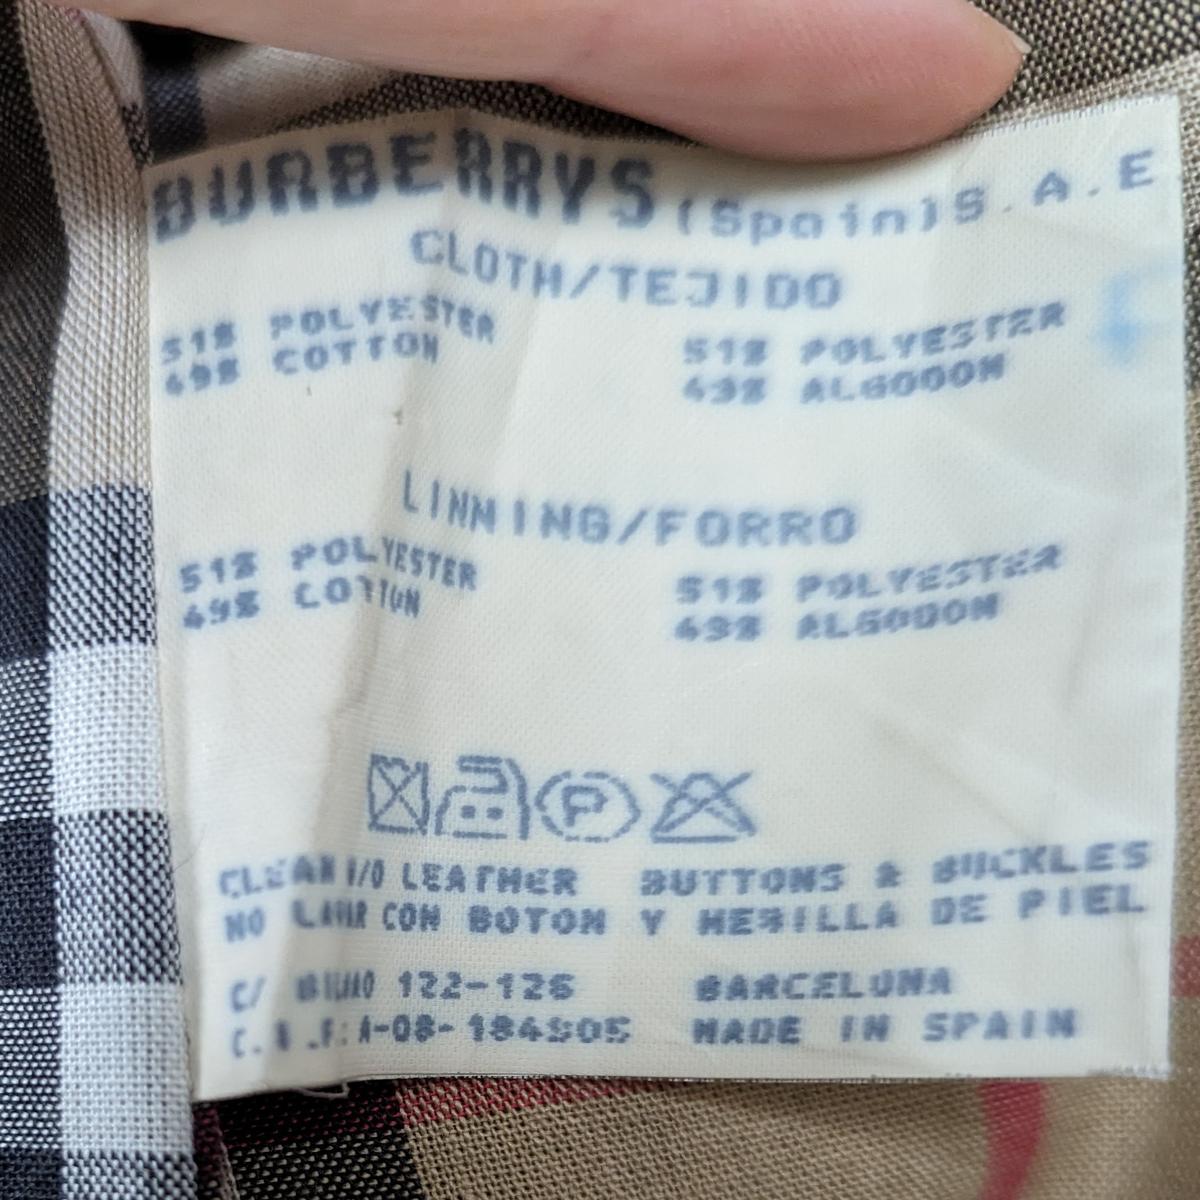 BURBERRYS (Spain) S.A.E
CLOTH/TEJIDO
51% POLYESTER 51% POLYESTER
49% COTTON 49% ALGODON
LINNING/FORRO
51% POLYESTER 51% POLYESTER
49% COTTON 49% ALGODON
P
CLEAN I/O LEATHER BUTTONS & BUCKLES
NO LAVAR CON BOTON Y HEBILLA DE PIEL
C/ BILBAO 122-126 BARCELONA
A-08- MADE IN SPAIN